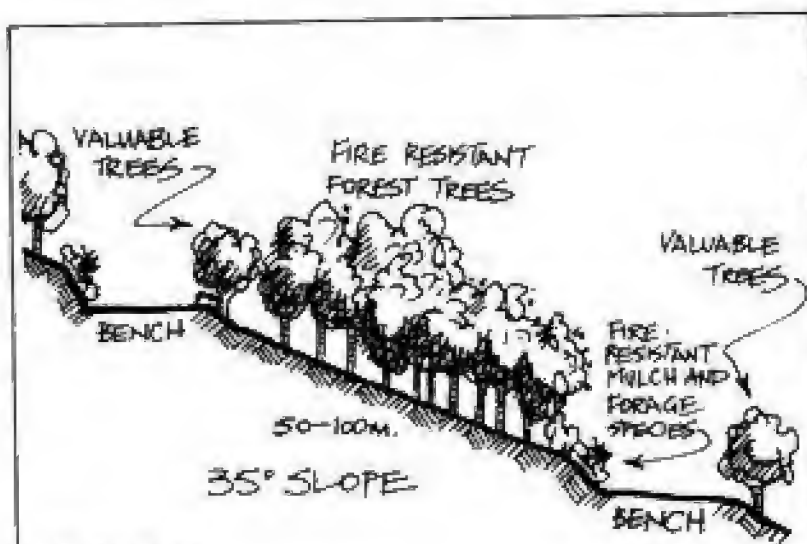 VALUABLE
TREES
FIRE RESISTANT
FOREST TREES
VALUABLE
TREES
BENCH
FIRE-
RESISTANT
MULCH AND
FORAGE
SPECIES
50-100M.
35° SLOPE
BENCH